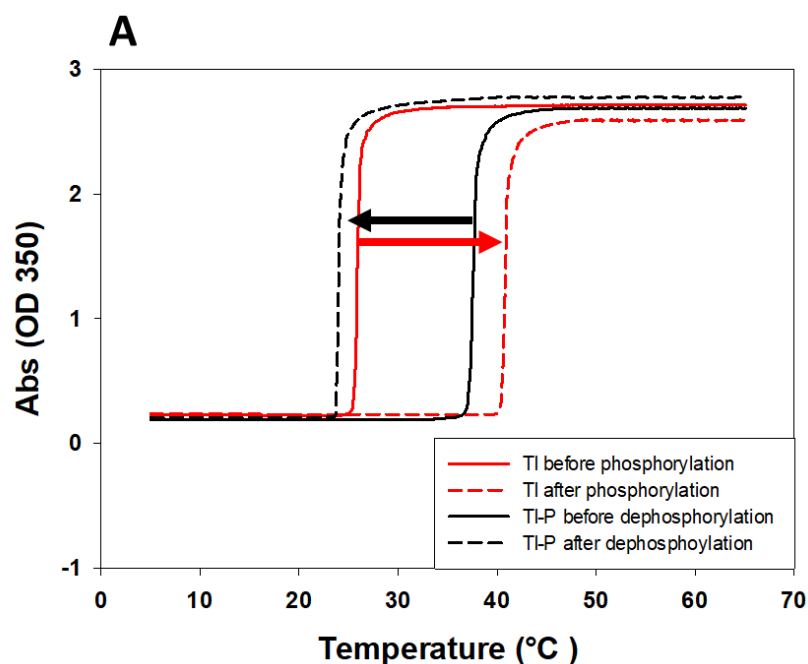 A
3
2
1
0
-1
Abs (OD 350)
TI before phosphorylation
TI after phosphorylation
TI-P before dephosphorylation
TI-P after dephosphoylation
0 10 20 30 40 50 60 70
Temperature (°C )